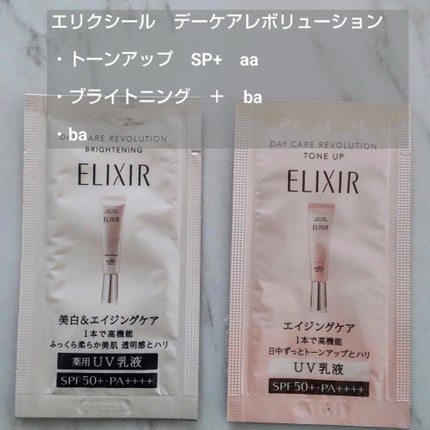 エリクシール　デーケアレボリューション
・トーンアップ　SP+　aa
・ブライトニング　＋　ba
・ba
DAY CARE REVOLUTION
BRIGHTENING
ELIXIR
ELIXIR
美白&エイジングケア
1本で高機能
ふっくら柔らか美肌 透明感とハリ
薬用 UV乳液
SPF50+・PA++++
DAY CARE REVOLUTION
TONE UP
ELIXIR
ELIXIR
エイジングケア
1本で高機能
日中ずっとトーンアップとハリ
UV乳液
SPF50+・PA++++